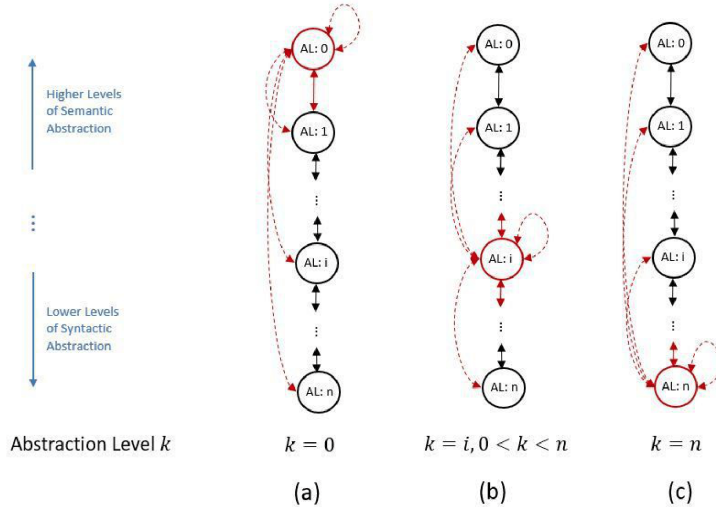 AL: 0
AL: 0
AL: 0
Higher Levels
of Semantic
Abstraction
AL: 1
AL: 1
AL: 1
...
...
...
...
AL: i
AL: i
AL: i
Lower Levels
of Syntactic
Abstraction
...
...
...
AL: n
AL: n
AL: n
Abstraction Level k
k = 0
k = i, 0 < k < n
k = n
(a)
(b)
(c)